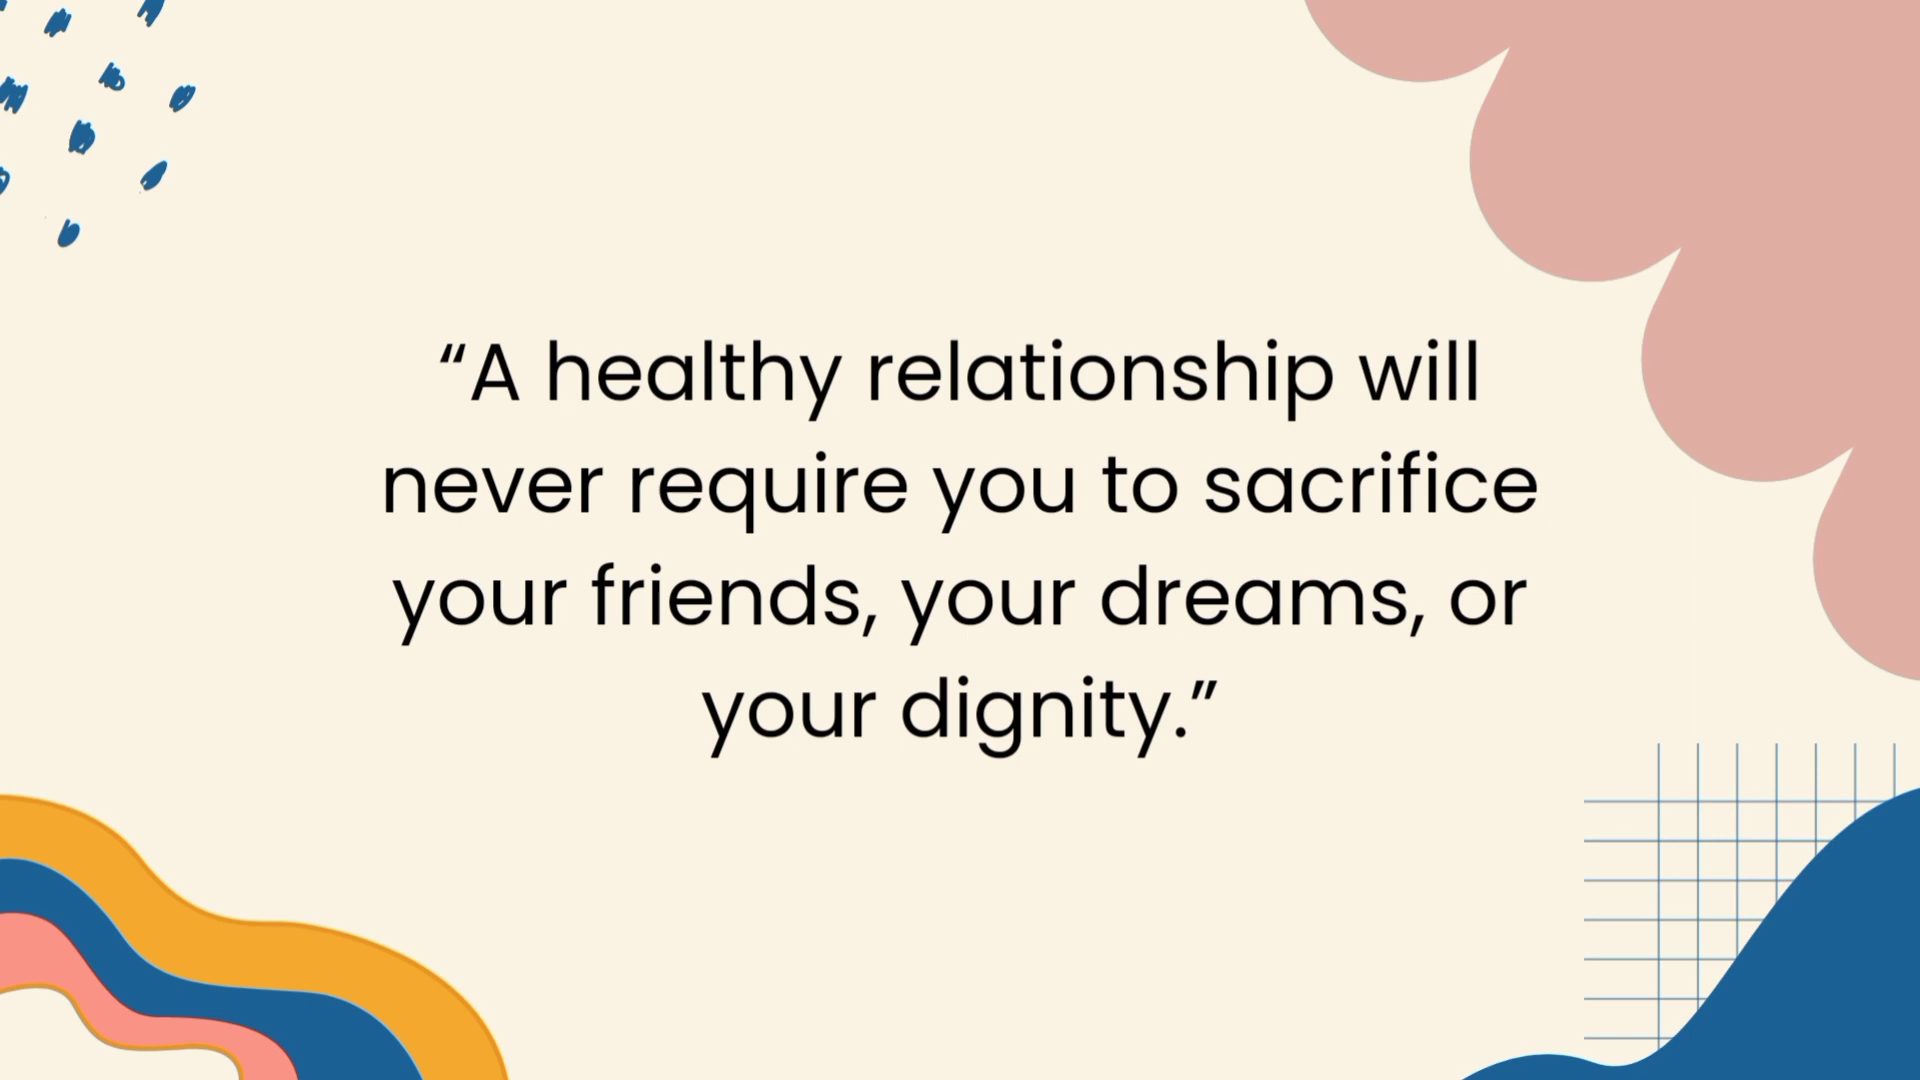 “A healthy relationship will
never require you to sacrifice
your friends, your dreams, or
your dignity.”